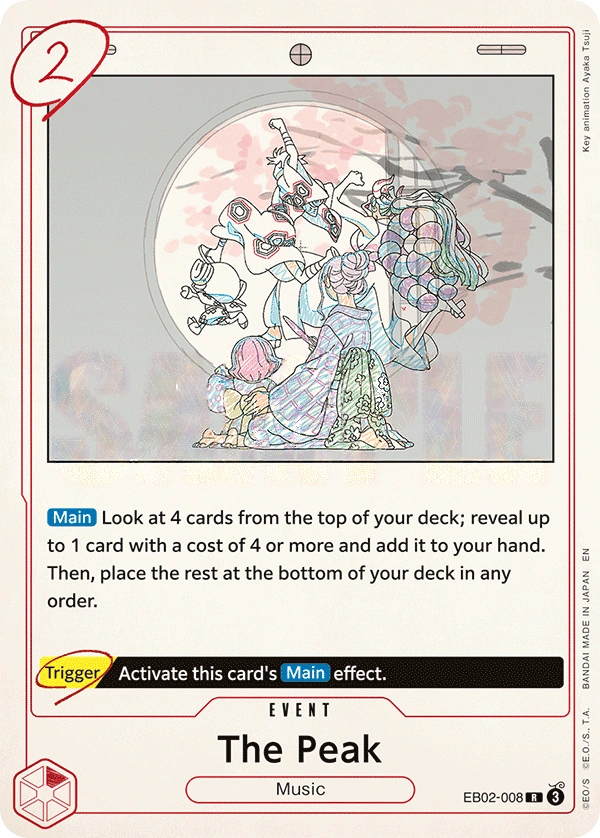 2
Key animation Ayaka Tsuji
SAMPLE
Main Look at 4 cards from the top of your deck; reveal up
to 1 card with a cost of 4 or more and add it to your hand.
Then, place the rest at the bottom of your deck in any
order.
Trigger Activate this card's Main effect.
EVENT
The Peak
Music
EB02-008 R 3
©EO/S ©E.O./S., T.A. BANDAI MADE IN JAPAN EN